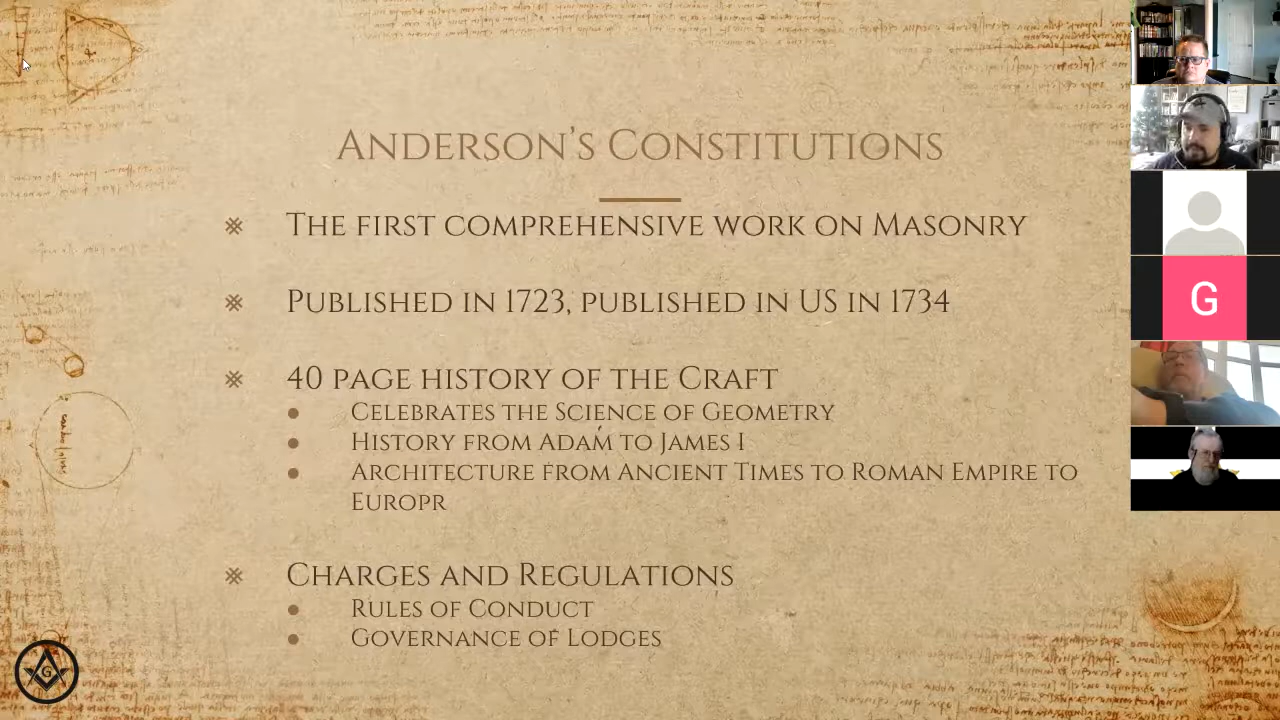 Anderson's Constitutions
The first comprehensive work on Masonry
Published in 1723, published in US in 1734
40 page history of the Craft
Celebrates the Science of Geometry
History from Adam to James I
Architecture from Ancient Times to Roman Empire to
Europr
Charges and Regulations
Rules of Conduct
Governance of Lodges
G
G